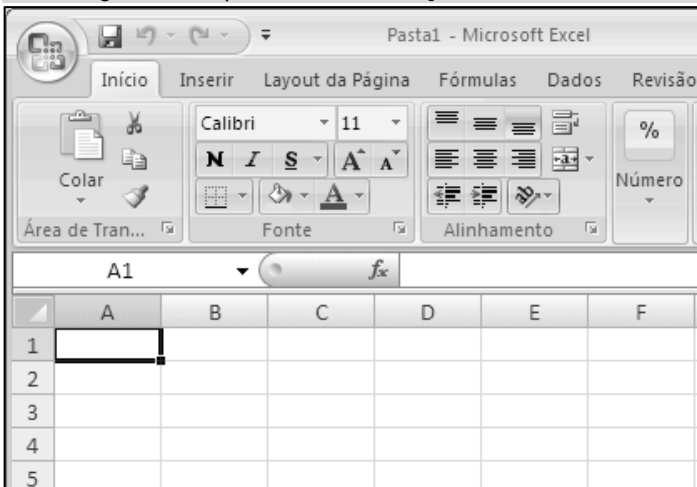 Pasta1 - Microsoft Excel
Início Inserir Layout da Página Fórmulas Dados Revisão
Calibri 11 %
N I S A A
Colar Número
A
Área de Tran... Fonte Alinhamento
A1 fx
A B C D E F
1
2
3
4
5